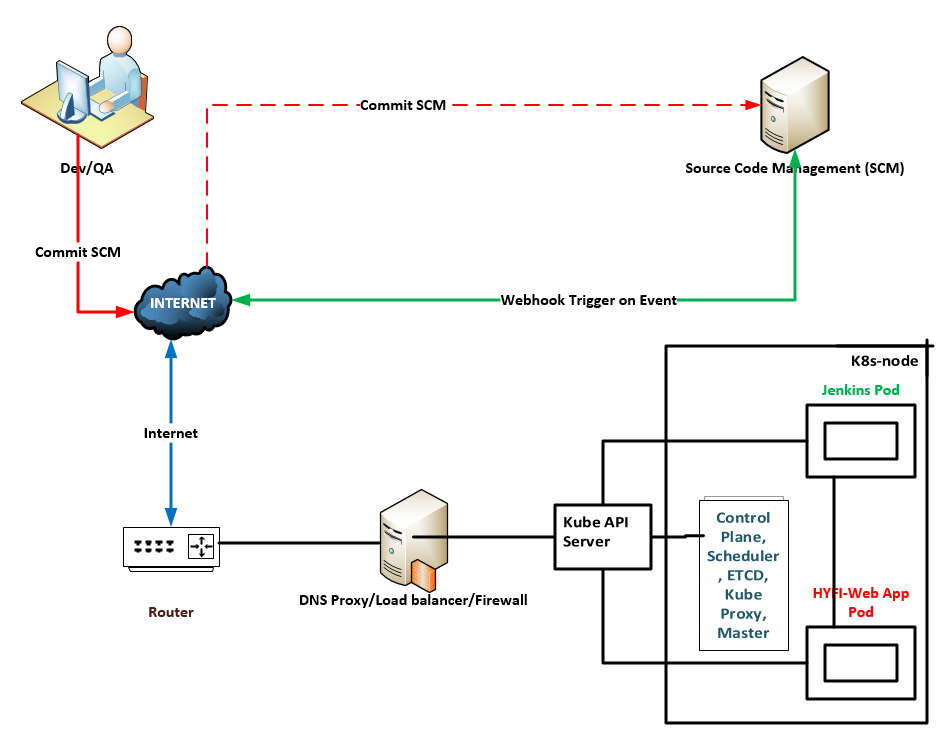 Commit SCM
Dev/QA
Source Code Management (SCM)
Commit SCM
INTERNET
Webhook Trigger on Event
K8s-node
Jenkins Pod
Internet
Kube API
Server
Control
Plane,
Scheduler
, ETCD,
Kube
Proxy,
Master
DNS Proxy/Load balancer/Firewall
Router
HYFI-Web App
Pod